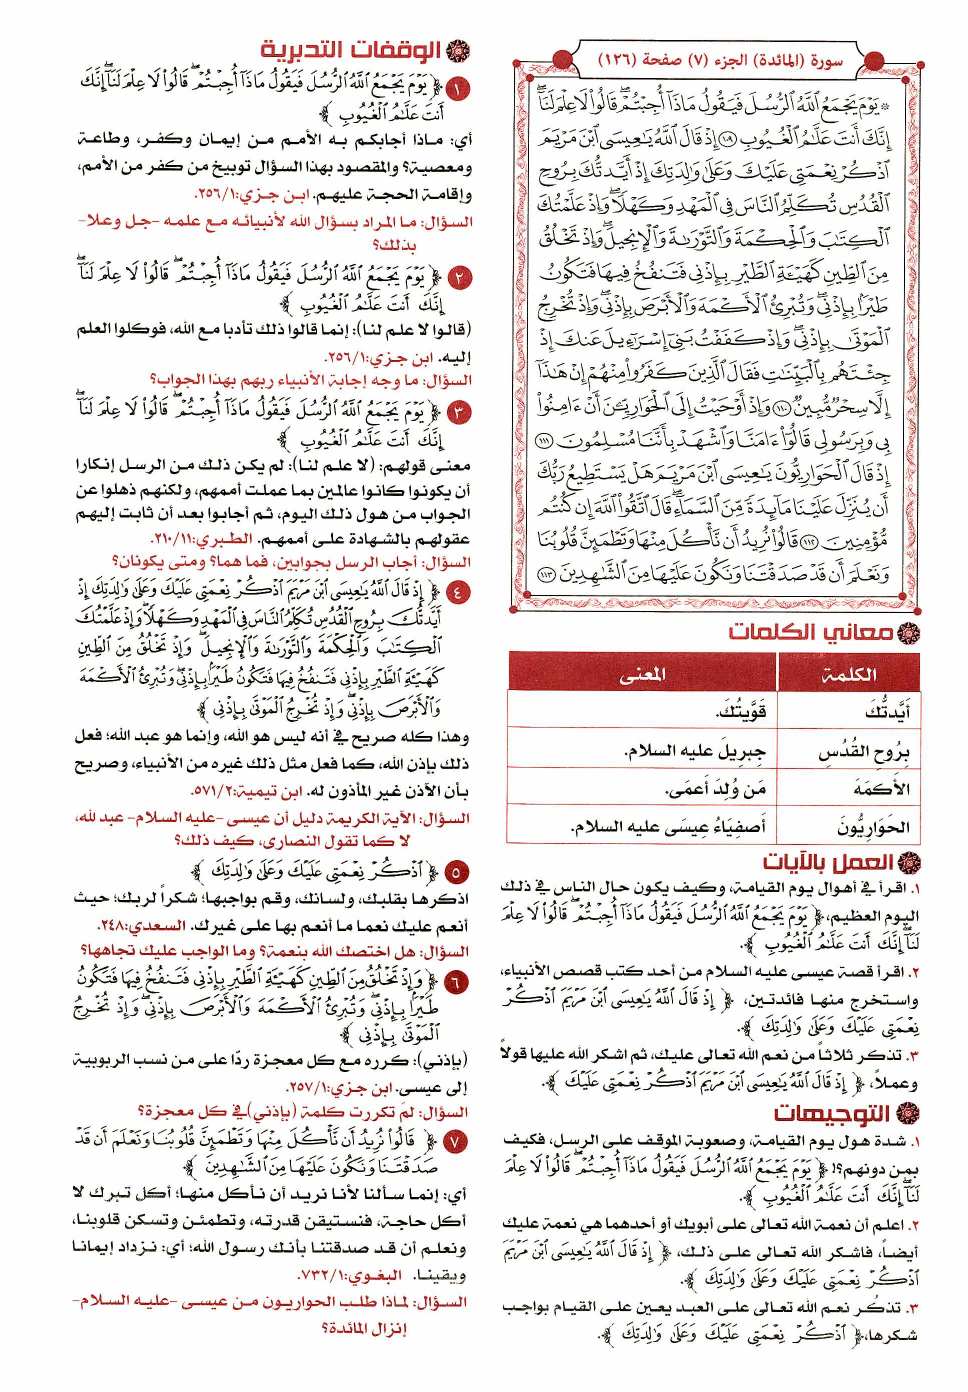 سورة (المائدة) الجزء (٧) صفحة (١٢٦)
۞ يَوْمَ يَجْمَعُ ٱللَّهُ ٱلرُّسُلَ فَيَقُولُ مَاذَآ أُجِبْتُمْ ۖ قَالُوا۟ لَا عِلْمَ لَنَآ ۖ
إِنَّكَ أَنتَ عَلَّٰمُ ٱلْغُيُوبِ ١٠٩ إِذْ قَالَ ٱللَّهُ يَٰعِيسَى ٱبْنَ مَرْيَمَ
ٱذْكُرْ نِعْمَتِى عَلَيْكَ وَعَلَىٰ وَٰلِدَتِكَ إِذْ أَيَّدتُّكَ بِرُوحِ
ٱلْقُدُسِ تُكَلِّمُ ٱلنَّاسَ فِى ٱلْمَهْدِ وَكَهْلًا ۖ وَإِذْ عَلَّمْتُكَ
ٱلْكِتَٰبَ وَٱلْحِكْمَةَ وَٱلتَّوْرَىٰةَ وَٱلْإِنجِيلَ ۖ وَإِذْ تَخْلُقُ
مِنَ ٱلطِّينِ كَهَيْـَٔةِ ٱلطَّيْرِ بِإِذْنِى فَتَنفُخُ فِيهَا فَتَكُونُ
طَيْرًۢا بِإِذْنِى ۖ وَتُبْرِئُ ٱلْأَكْمَهَ وَٱلْأَبْرَصَ بِإِذْنِى ۖ وَإِذْ تُخْرِجُ
ٱلْمَوْتَىٰ بِإِذْنِى ۖ وَإِذْ كَفَفْتُ بَنِىٓ إِسْرَٰٓءِيلَ عَنكَ إِذْ
جِئْتَهُم بِٱلْبَيِّنَٰتِ فَقَالَ ٱلَّذِينَ كَفَرُوا۟ مِنْهُمْ إِنْ هَٰذَآ
إِلَّا سِحْرٌ مُّبِينٌ ١١٠ وَإِذْ أَوْحَيْتُ إِلَى ٱلْحَوَارِيِّـۧنَ أَنْ ءَامِنُوا۟
بِى وَبِرَسُولِى قَالُوٓا۟ ءَامَنَّا وَٱشْهَدْ بِأَنَّنَا مُسْلِمُونَ ١١١
إِذْ قَالَ ٱلْحَوَارِيُّونَ يَٰعِيسَى ٱبْنَ مَرْيَمَ هَلْ يَسْتَطِيعُ رَبُّكَ
أَن يُنَزِّلَ عَلَيْنَا مَآئِدَةً مِّنَ ٱلسَّمَآءِ ۖ قَالَ ٱتَّقُوا۟ ٱللَّهَ إِن كُنتُم
مُّؤْمِنِينَ ١١٢ قَالُوا۟ نُرِيدُ أَن نَّأْكُلَ مِنْهَا وَتَطْمَئِنَّ قُلُوبُنَا
وَنَعْلَمَ أَن قَدْ صَدَقْتَنَا وَنَكُونَ عَلَيْهَا مِنَ ٱلشَّٰهِدِينَ ١١٣
معاني الكلمات
الكلمة المعنى
أَيَّدتُّكَ قَوَّيتُكَ.
بِرُوحِ القُدُسِ جِبرِيلَ عليه السلام.
الأَكمَهَ مَن وُلِدَ أَعمَى.
الحَوَارِيُّونَ أَصفِيَاءُ عِيسَى عليه السلام.
العمل بالآيات
١. اقرأ في أهوال يوم القيامة، وكيف يكون حال الناس في ذلك
اليوم العظيم، ﴿ يَوْمَ يَجْمَعُ ٱللَّهُ ٱلرُّسُلَ فَيَقُولُ مَاذَآ أُجِبْتُمْ ۖ قَالُوا۟ لَا عِلْمَ
لَنَآ ۖ إِنَّكَ أَنتَ عَلَّٰمُ ٱلْغُيُوبِ ﴾.
٢. اقرأ قصة عيسى عليه السلام من أحد كتب قصص الأنبياء،
واستخرج منها فائدتين، ﴿ إِذْ قَالَ ٱللَّهُ يَٰعِيسَى ٱبْنَ مَرْيَمَ ٱذْكُرْ
نِعْمَتِى عَلَيْكَ وَعَلَىٰ وَٰلِدَتِكَ ﴾.
٣. تذكر ثلاثاً من نعم الله تعالى عليك، ثم اشكر الله عليها قولاً
وعملاً، ﴿ إِذْ قَالَ ٱللَّهُ يَٰعِيسَى ٱبْنَ مَرْيَمَ ٱذْكُرْ نِعْمَتِى عَلَيْكَ ﴾.
التوجيهات
١. شدة هول يوم القيامة، وصعوبة الموقف على الرسل، فكيف
بمن دونهم؟! ﴿ يَوْمَ يَجْمَعُ ٱللَّهُ ٱلرُّسُلَ فَيَقُولُ مَاذَآ أُجِبْتُمْ ۖ قَالُوا۟ لَا عِلْمَ
لَنَآ ۖ إِنَّكَ أَنتَ عَلَّٰمُ ٱلْغُيُوبِ ﴾.
٢. اعلم أن نعمة الله تعالى على أبويك أو أحدهما هي نعمة عليك
أيضاً، فاشكر الله تعالى على ذلك، ﴿ إِذْ قَالَ ٱللَّهُ يَٰعِيسَى ٱبْنَ مَرْيَمَ
ٱذْكُرْ نِعْمَتِى عَلَيْكَ وَعَلَىٰ وَٰلِدَتِكَ ﴾.
٣. تذكُر نعم الله تعالى على العبد يعين على القيام بواجب
شكرها، ﴿ ٱذْكُرْ نِعْمَتِى عَلَيْكَ وَعَلَىٰ وَٰلِدَتِكَ ﴾.
الوقفات التدبرية
١ ﴿ يَوْمَ يَجْمَعُ ٱللَّهُ ٱلرُّسُلَ فَيَقُولُ مَاذَآ أُجِبْتُمْ ۖ قَالُوا۟ لَا عِلْمَ لَنَآ ۖ إِنَّكَ
أَنتَ عَلَّٰمُ ٱلْغُيُوبِ ﴾
أي: ماذا أجابكم به الأمم من إيمان وكفر، وطاعة
ومعصية؟ والمقصود بهذا السؤال توبيخ من كفر من الأمم،
وإقامة الحجة عليهم. ابن جزي: ٢٥٦/١.
السؤال: ما المراد بسؤال الله لأنبيائه مع علمه -جل وعلا-
بذلك؟
٢ ﴿ يَوْمَ يَجْمَعُ ٱللَّهُ ٱلرُّسُلَ فَيَقُولُ مَاذَآ أُجِبْتُمْ ۖ قَالُوا۟ لَا عِلْمَ لَنَآ ۖ
إِنَّكَ أَنتَ عَلَّٰمُ ٱلْغُيُوبِ ﴾
(قالوا لا علم لنا): إنما قالوا ذلك تأدبا مع الله، فوكلوا العلم
إليه. ابن جزي: ٢٥٦/١.
السؤال: ما وجه إجابة الأنبياء ربهم بهذا الجواب؟
٣ ﴿ يَوْمَ يَجْمَعُ ٱللَّهُ ٱلرُّسُلَ فَيَقُولُ مَاذَآ أُجِبْتُمْ ۖ قَالُوا۟ لَا عِلْمَ لَنَآ ۖ
إِنَّكَ أَنتَ عَلَّٰمُ ٱلْغُيُوبِ ﴾
معنى قولهم: (لا علم لنا): لم يكن ذلك من الرسل إنكارا
أن يكونوا كانوا عالمين بما عملت أممهم، ولكنهم ذهلوا عن
الجواب من هول ذلك اليوم، ثم أجابوا بعد أن ثابت إليهم
عقولهم بالشهادة على أممهم. الطبري: ٢١٠/١١.
السؤال: أجاب الرسل بجوابين، فما هما؟ ومتى يكونان؟
٤ ﴿ إِذْ قَالَ ٱللَّهُ يَٰعِيسَى ٱبْنَ مَرْيَمَ ٱذْكُرْ نِعْمَتِى عَلَيْكَ وَعَلَىٰ وَٰلِدَتِكَ إِذْ
أَيَّدتُّكَ بِرُوحِ ٱلْقُدُسِ تُكَلِّمُ ٱلنَّاسَ فِى ٱلْمَهْدِ وَكَهْلًا ۖ وَإِذْ عَلَّمْتُكَ
ٱلْكِتَٰبَ وَٱلْحِكْمَةَ وَٱلتَّوْرَىٰةَ وَٱلْإِنجِيلَ ۖ وَإِذْ تَخْلُقُ مِنَ ٱلطِّينِ
كَهَيْـَٔةِ ٱلطَّيْرِ بِإِذْنِى فَتَنفُخُ فِيهَا فَتَكُونُ طَيْرًۢا بِإِذْنِى ۖ وَتُبْرِئُ ٱلْأَكْمَهَ
وَٱلْأَبْرَصَ بِإِذْنِى ۖ وَإِذْ تُخْرِجُ ٱلْمَوْتَىٰ بِإِذْنِى ﴾
وهذا كله صريح في أنه ليس هو الله، وإنما هو عبد الله؛ فعل
ذلك بإذن الله، كما فعل مثل ذلك غيره من الأنبياء، وصريح
بأن الآذن غير المأذون له. ابن تيمية: ٥٧١/٢.
السؤال: الآية الكريمة دليل أن عيسى -عليه السلام- عبد لله،
لا كما تقول النصارى، كيف ذلك؟
٥ ﴿ ٱذْكُرْ نِعْمَتِى عَلَيْكَ وَعَلَىٰ وَٰلِدَتِكَ ﴾
اذكرها بقلبك، ولسانك، وقم بواجبها؛ شكراً لربك؛ حيث
أنعم عليك نعما ما أنعم بها على غيرك. السعدي: ٢٤٨.
السؤال: هل اختصك الله بنعمة؟ وما الواجب عليك تجاهها؟
٦ ﴿ وَإِذْ تَخْلُقُ مِنَ ٱلطِّينِ كَهَيْـَٔةِ ٱلطَّيْرِ بِإِذْنِى فَتَنفُخُ فِيهَا فَتَكُونُ
طَيْرًۢا بِإِذْنِى ۖ وَتُبْرِئُ ٱلْأَكْمَهَ وَٱلْأَبْرَصَ بِإِذْنِى ۖ وَإِذْ تُخْرِجُ
ٱلْمَوْتَىٰ بِإِذْنِى ﴾
(بإذني): كرره مع كل معجزة ردّا على من نسب الربوبية
إلى عيسى. ابن جزي: ٢٥٧/١.
السؤال: لمَ تكررت كلمة (بإذني) في كل معجزة؟
٧ ﴿ قَالُوا۟ نُرِيدُ أَن نَّأْكُلَ مِنْهَا وَتَطْمَئِنَّ قُلُوبُنَا وَنَعْلَمَ أَن قَدْ
صَدَقْتَنَا وَنَكُونَ عَلَيْهَا مِنَ ٱلشَّٰهِدِينَ ﴾
أي: إنما سألنا لأنا نريد أن نأكل منها؛ أكل تبرك لا
أكل حاجة، فنستيقن قدرته، وتطمئن وتسكن قلوبنا،
ونعلم أن قد صدقتنا بأنك رسول الله؛ أي: نزداد إيمانا
ويقينا. البغوي: ٧٣٢/١.
السؤال: لماذا طلب الحواريون من عيسى -عليه السلام-
إنزال المائدة؟